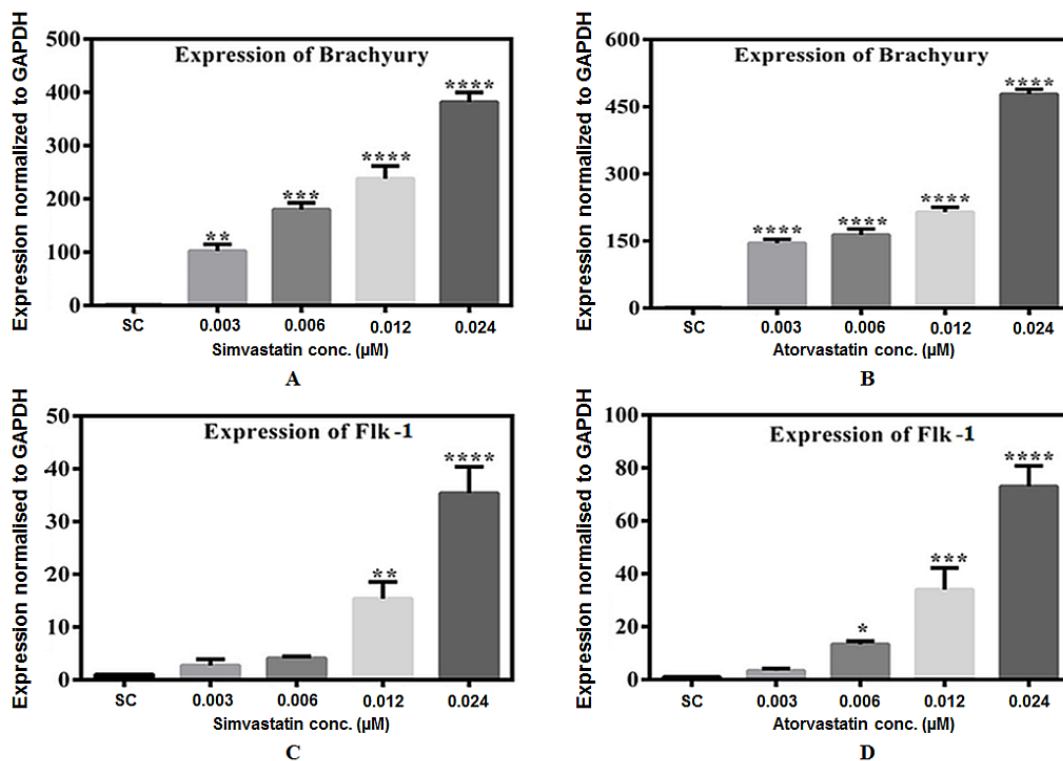 Expression of Brachyury
Expression normalized to GAPDH
500
400
300
200
100
0
**
***
****
****
SC
0.003
0.006
0.012
0.024
Simvastatin conc. (µM)
A
Expression of Brachyury
Expression normalized to GAPDH
600
450
300
150
0
****
****
****
****
SC
0.003
0.006
0.012
0.024
Atorvastatin conc. (µM)
B
Expression of Flk-1
Expression normalised to GAPDH
50
40
30
20
10
0
**
****
SC
0.003
0.006
0.012
0.024
Simvastatin conc. (µM)
C
Expression of Flk-1
Expression normalised to GAPDH
100
80
60
40
20
0
*
***
****
SC
0.003
0.006
0.012
0.024
Atorvastatin conc. (µM)
D